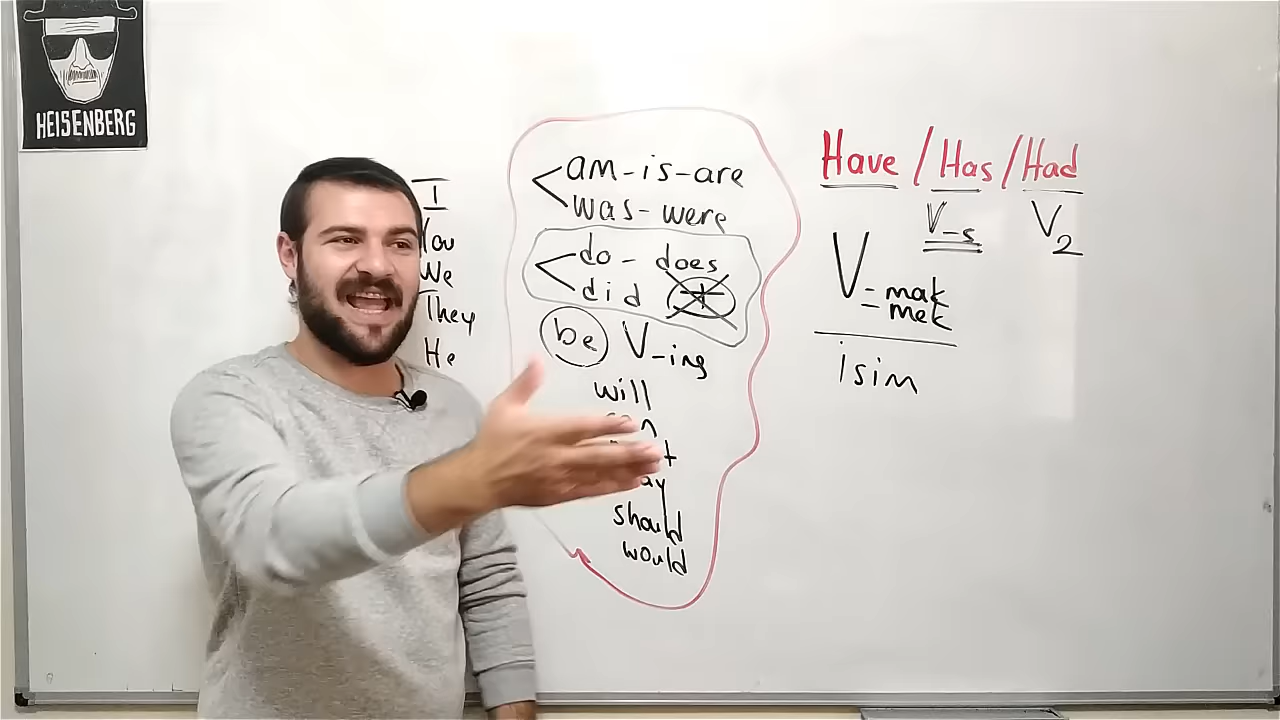 HEISENBERG
I
You
We
They
He
am-is-are
was-were
do - does
did +
be V-ing
will
should
would
Have / Has / Had
V-s V2
V-mak
-mek
isim